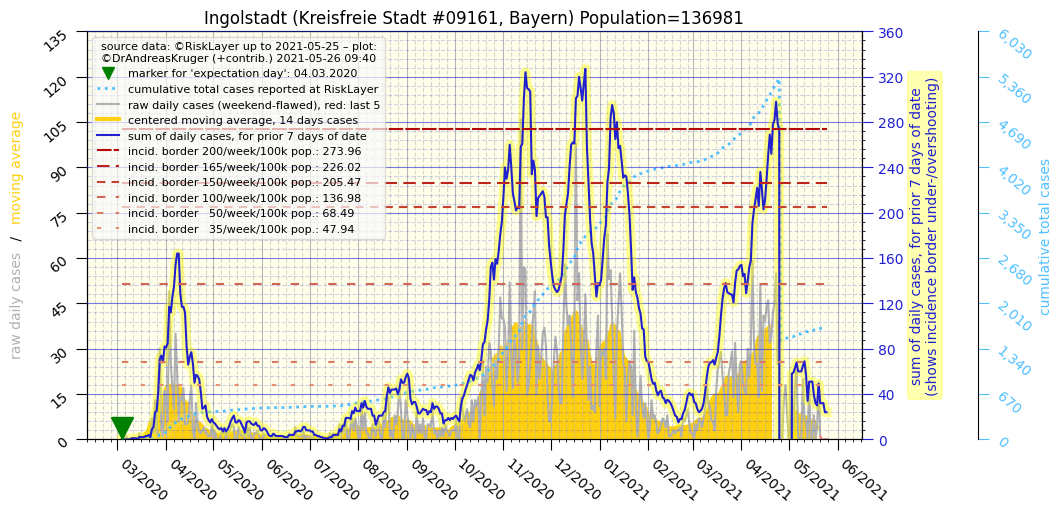 Ingolstadt (Kreisfreie Stadt #09161, Bayern) Population=136981
source data: ©RiskLayer up to 2021-05-25 – plot:
©DrAndreasKruger (+contrib.) 2021-05-26 09:40
marker for 'expectation day': 04.03.2020
cumulative total cases reported at RiskLayer
raw daily cases (weekend-flawed), red: last 5
centered moving average, 14 days cases
sum of daily cases, for prior 7 days of date
incid. border 200/week/100k pop.: 273.96
incid. border 165/week/100k pop.: 226.02
incid. border 150/week/100k pop.: 205.47
incid. border 100/week/100k pop.: 136.98
incid. border 50/week/100k pop.: 68.49
incid. border 35/week/100k pop.: 47.94
raw daily cases / moving average
135
120
105
90
75
60
45
30
15
0
03/2020
04/2020
05/2020
06/2020
07/2020
08/2020
09/2020
10/2020
11/2020
12/2020
01/2021
02/2021
03/2021
04/2021
05/2021
06/2021
360
320
280
240
200
160
120
80
40
0
sum of daily cases, for prior 7 days of date
(shows incidence border under-/overshooting)
6,030
5,360
4,690
4,020
3,350
2,680
2,010
1,340
670
0
cumulative total cases